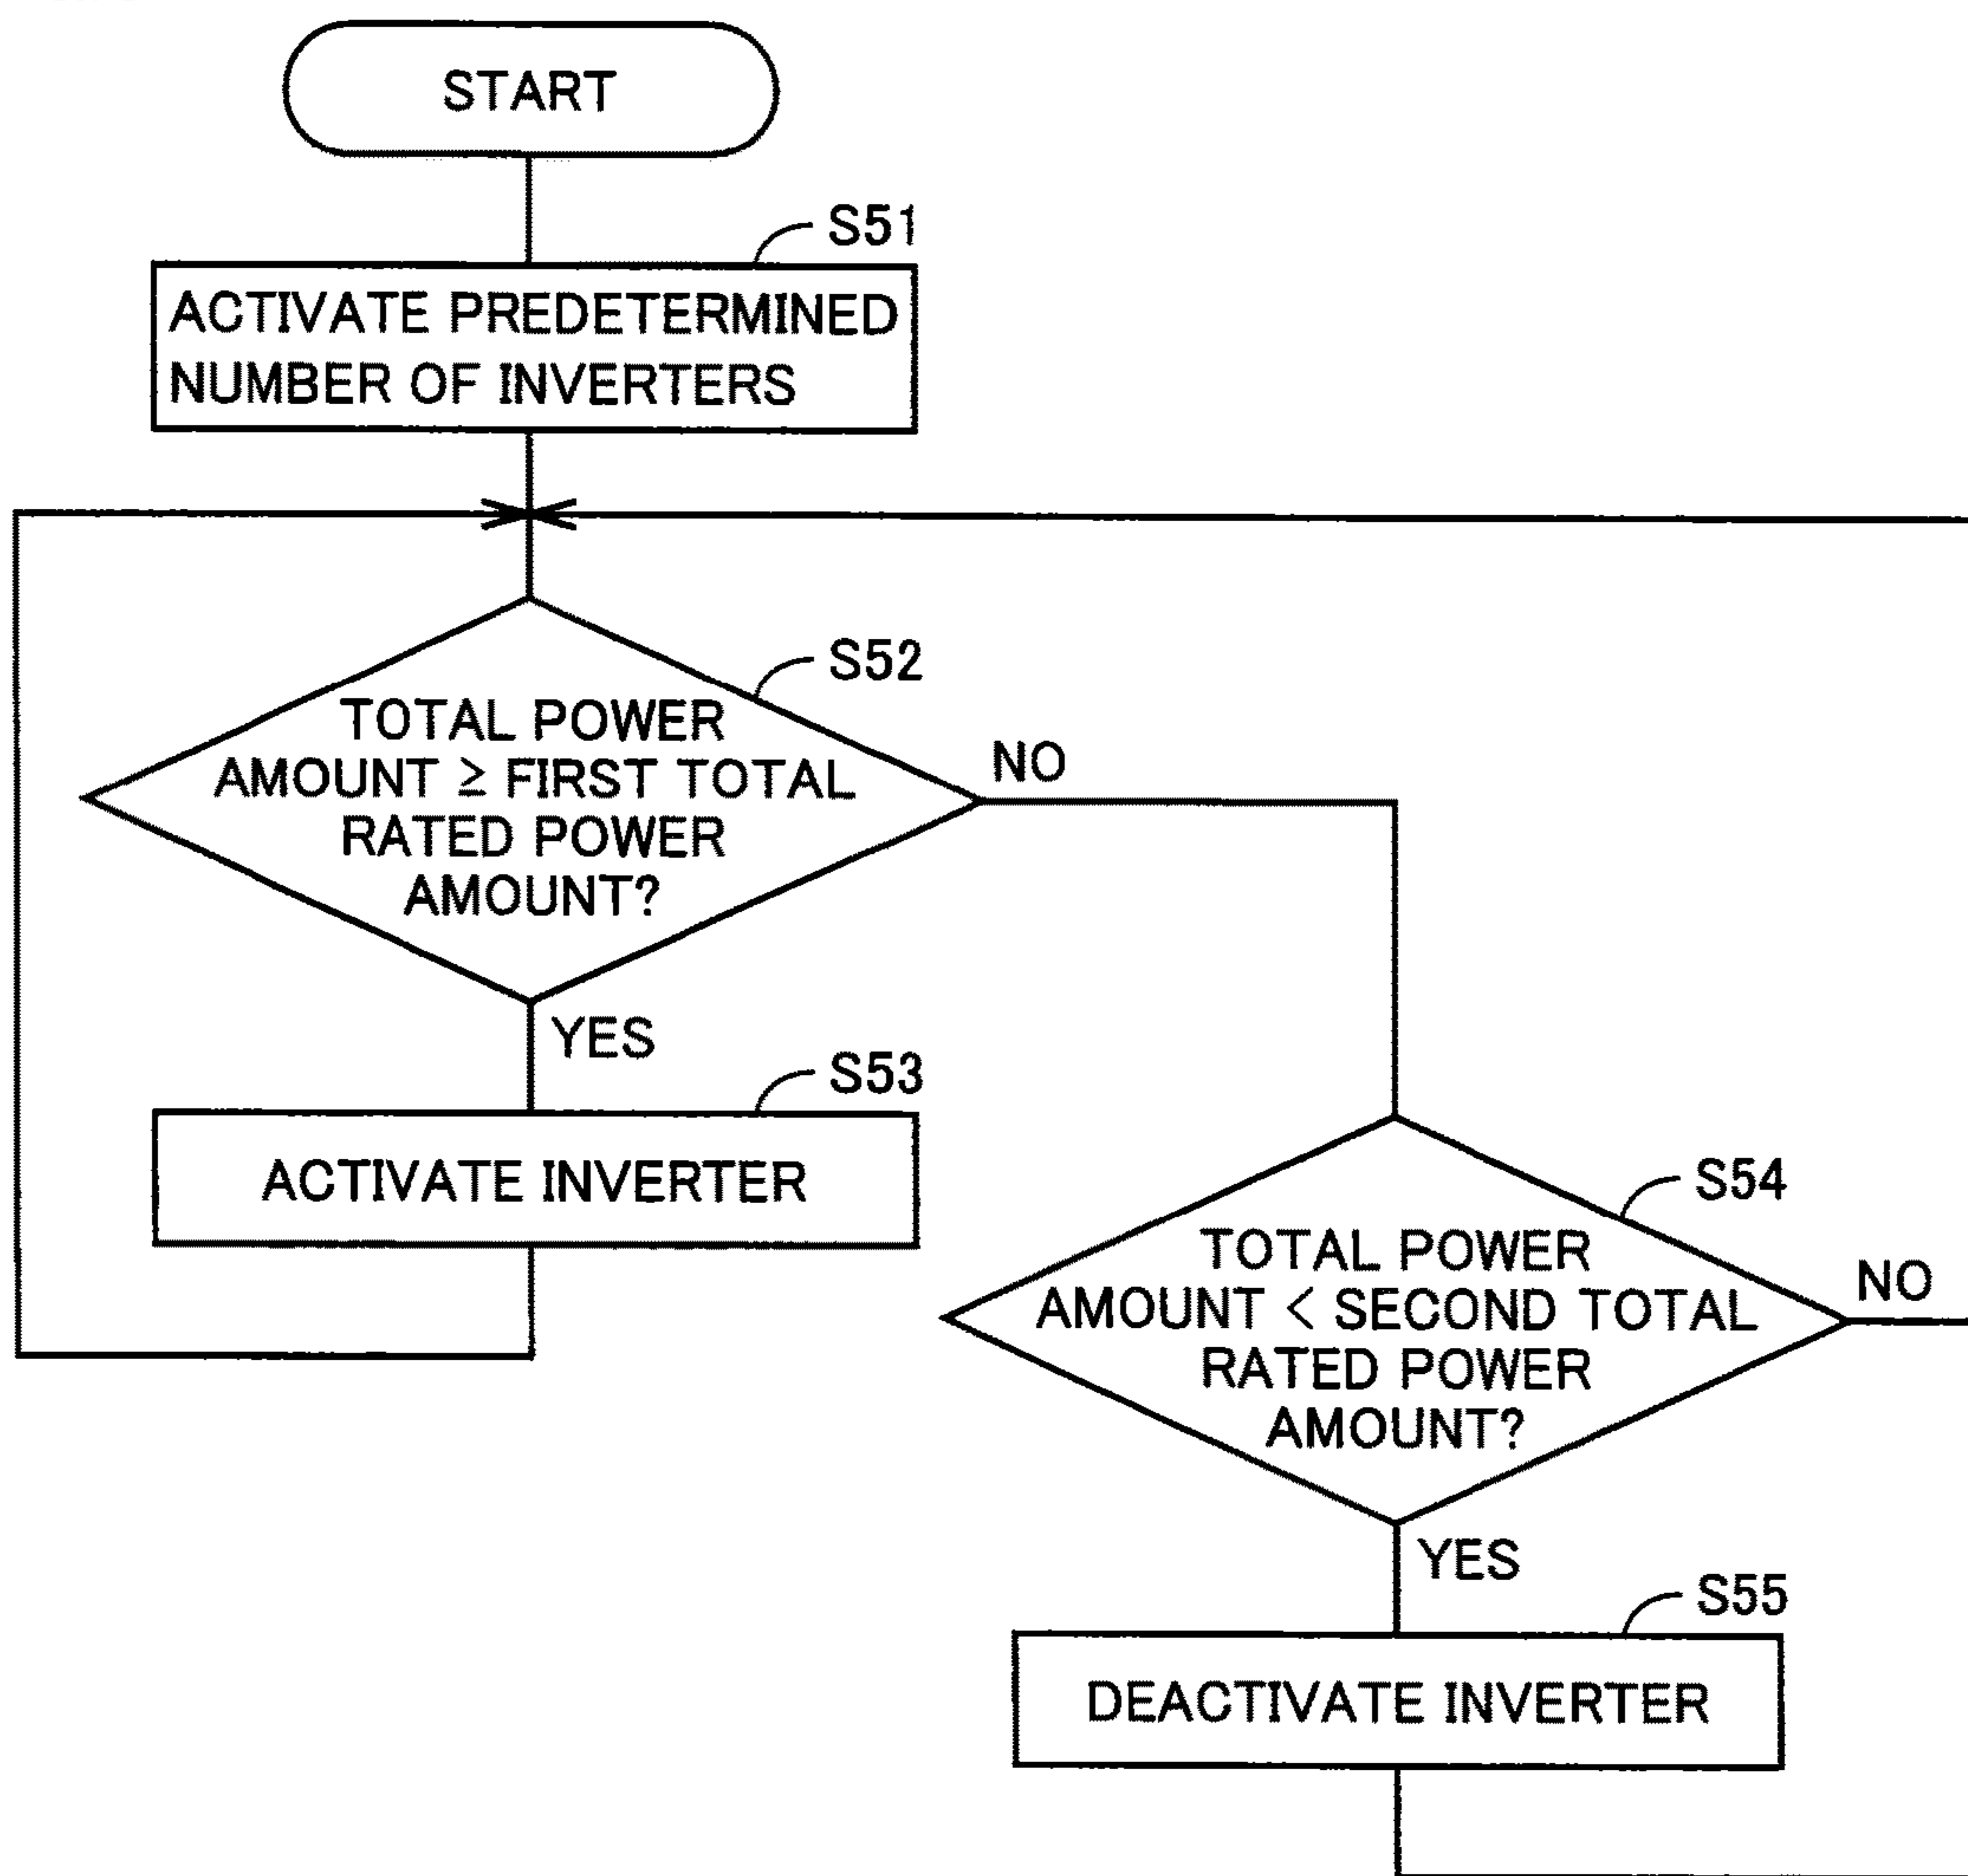 START
S51
ACTIVATE PREDETERMINED
NUMBER OF INVERTERS
S52
TOTAL POWER
AMOUNT ≥ FIRST TOTAL
RATED POWER
AMOUNT?
NO
YES
S53
ACTIVATE INVERTER
S54
TOTAL POWER
AMOUNT < SECOND TOTAL
RATED POWER
AMOUNT?
NO
YES
S55
DEACTIVATE INVERTER